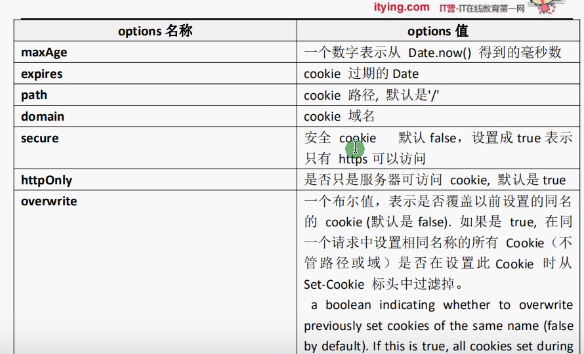 itying.com IT营-IT在线教育第一网
options 名称 options 值
maxAge 一个数字表示从 Date.now() 得到的毫秒数
expires cookie 过期的 Date
path cookie 路径, 默认是'/'
domain cookie 域名
secure 安全 cookie 默认 false，设置成 true 表示
只有 https 可以访问
httpOnly 是否只是服务器可访问 cookie, 默认是 true
overwrite 一个布尔值，表示是否覆盖以前设置的同名
的 cookie (默认是 false). 如果是 true, 在同
一个请求中设置相同名称的所有 Cookie（不
管路径或域）是否在设置此 Cookie 时从
Set-Cookie 标头中过滤掉。
a boolean indicating whether to overwrite
previously set cookies of the same name (false
by default). If this is true, all cookies set during